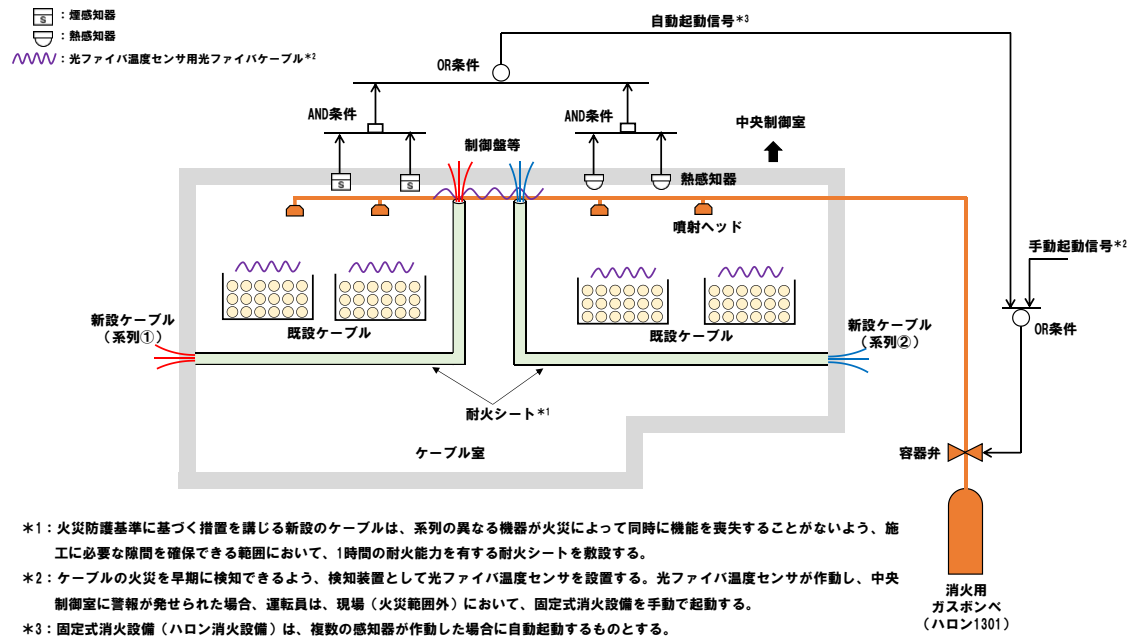 S：煙感知器
：熱感知器
：光ファイバ温度センサ用光ファイバケーブル*2
自動起動信号*3
OR条件
AND条件
AND条件
中央制御室
制御盤等
S
S
熱感知器
噴射ヘッド
手動起動信号*2
新設ケーブル
（系列①）
既設ケーブル
既設ケーブル
新設ケーブル
（系列②）
OR条件
耐火シート*1
ケーブル室
容器弁
消火用
ガスボンベ
（ハロン1301）
＊1：火災防護基準に基づく措置を講じる新設のケーブルは、系列の異なる機器が火災によって同時に機能を喪失することがないよう、施
工に必要な隙間を確保できる範囲において、1時間の耐火能力を有する耐火シートを敷設する。
＊2：ケーブルの火災を早期に検知できるよう、検知装置として光ファイバ温度センサを設置する。光ファイバ温度センサが作動し、中央
制御室に警報が発せられた場合、運転員は、現場（火災範囲外）において、固定式消火設備を手動で起動する。
＊3：固定式消火設備（ハロン消火設備）は、複数の感知器が作動した場合に自動起動するものとする。